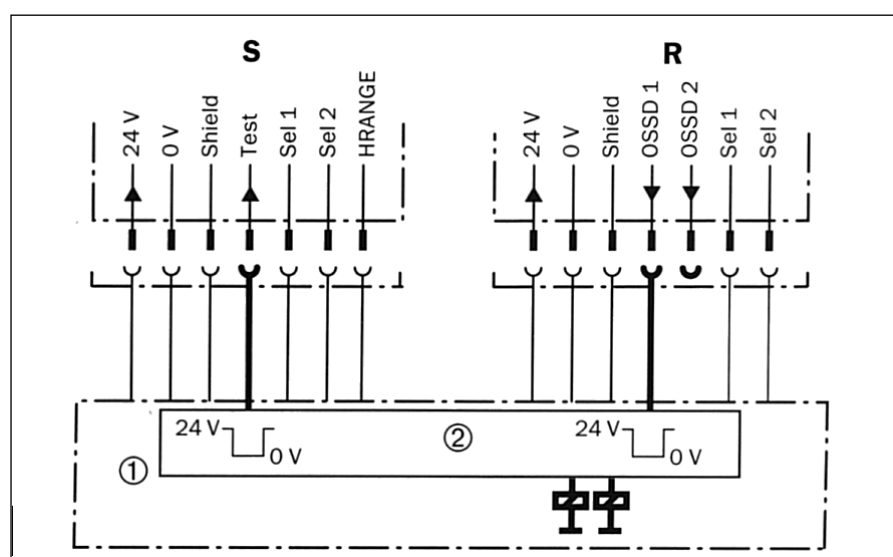 S
R
24 V
0 V
Shield
Test
Sel 1
Sel 2
HRANGE
24 V
0 V
Shield
OSSD 1
OSSD 2
Sel 1
Sel 2
24 V
0 V
②
24 V
0 V
①